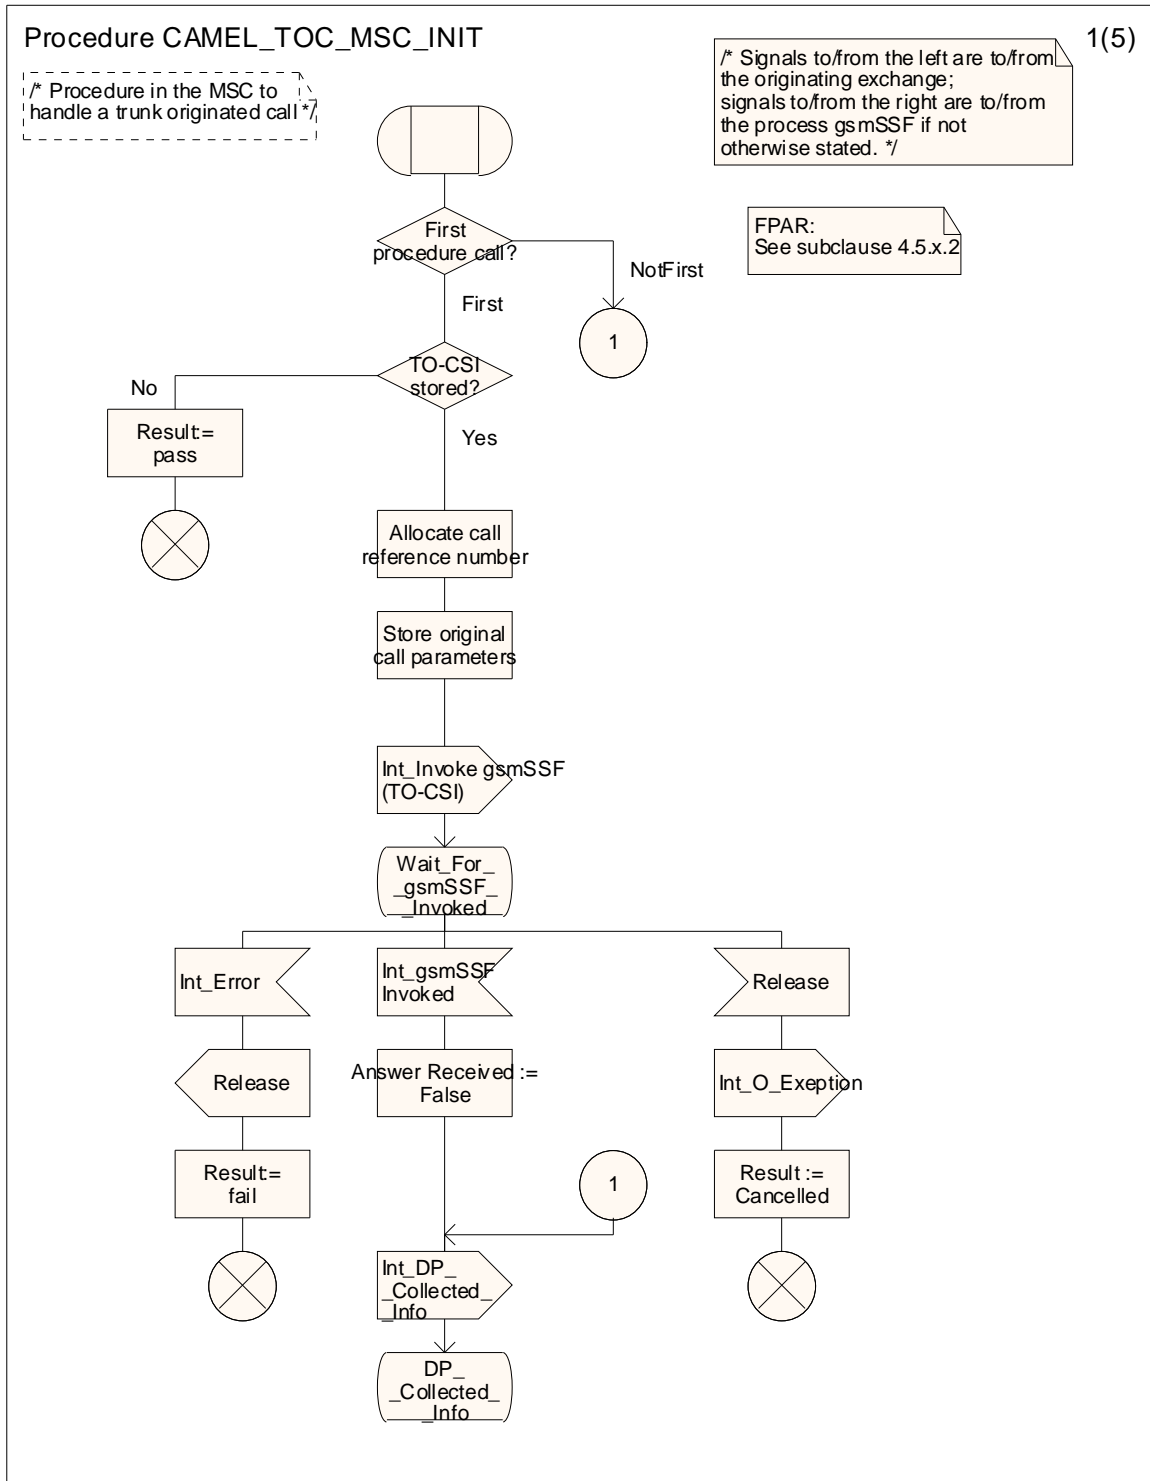 Procedure CAMEL_TOC_MSC_INIT
1(5)
/* Procedure in the MSC to
handle a trunk originated call */
/* Signals to/from the left are to/from
the originating exchange;
signals to/from the right are to/from
the process gsmSSF if not
otherwise stated. */
First
procedure call?
FPAR:
See subclause 4.5.x.2
NotFirst
First
1
TO-CSI
stored?
No
Yes
Result:=
pass
Allocate call
reference number
Store original
call parameters
Int_Invoke gsmSSF
(TO-CSI)
Wait_For_
_gsmSSF_
_Invoked
Int_Error
Int_gsmSSF
Invoked
Release
Release
Answer Received :=
False
Int_O_Exeption
Result:=
fail
1
Result :=
Cancelled
Int_DP_
_Collected_
_Info
DP_
_Collected_
_Info